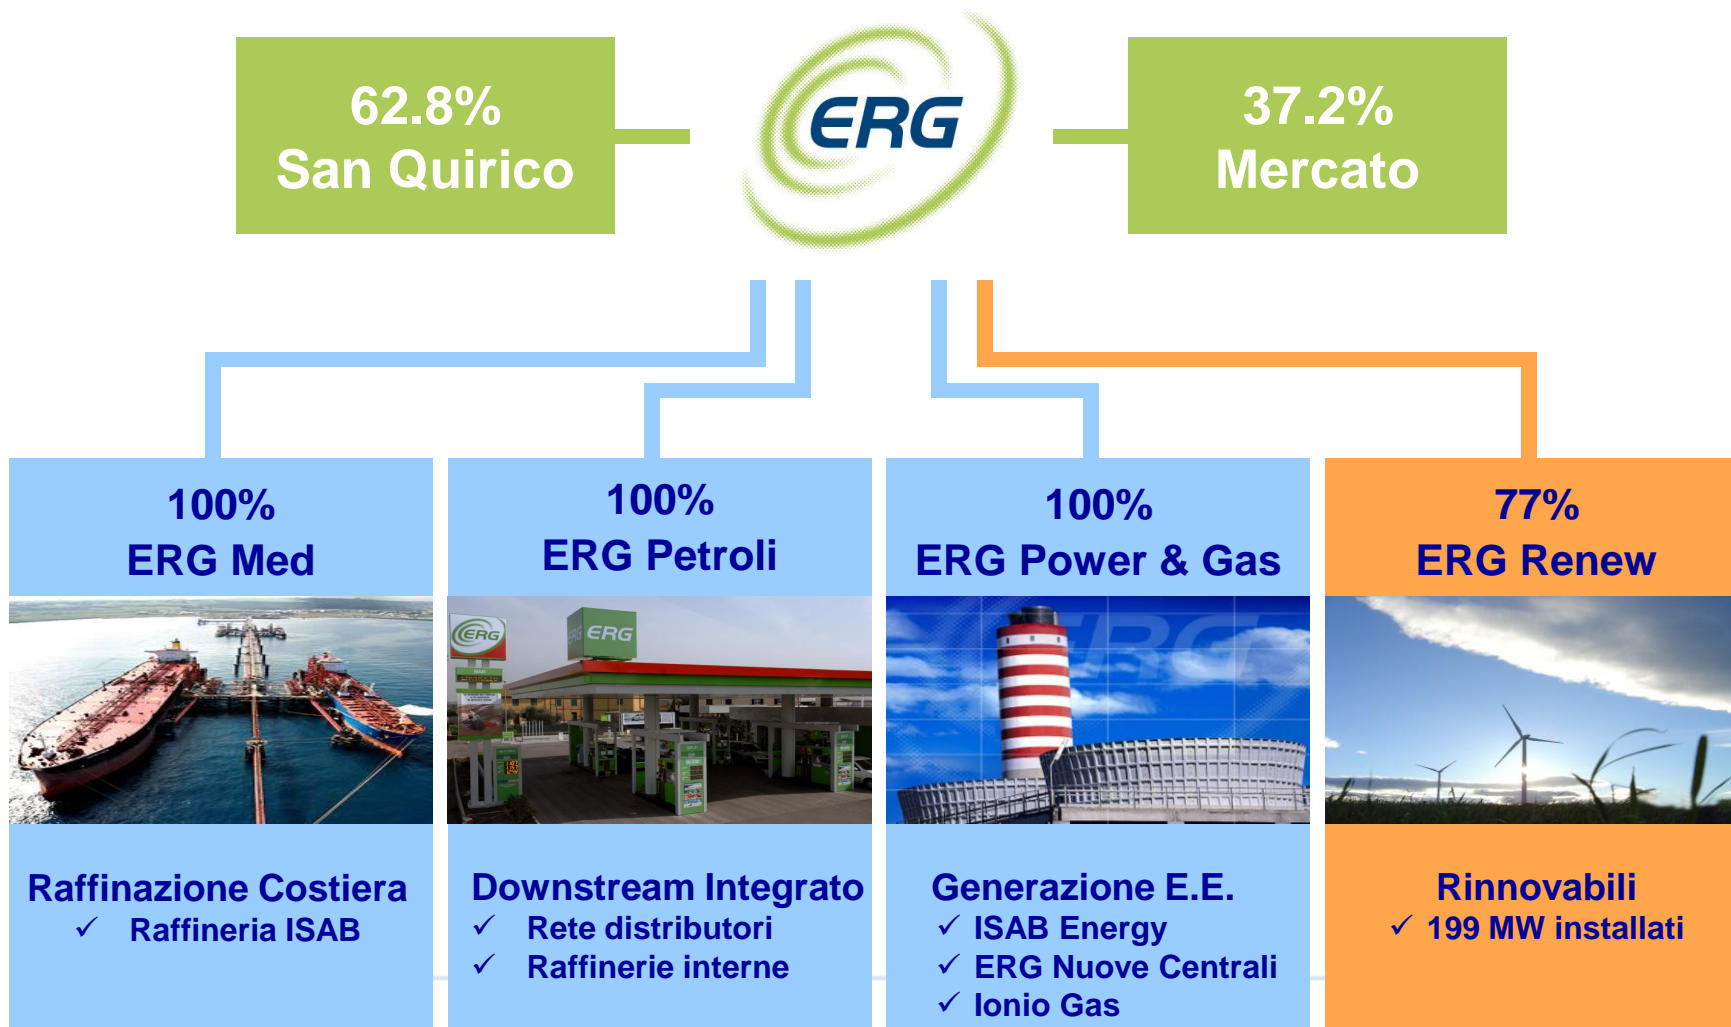 62.8%
San Quirico
ERG
37.2%
Mercato
100%
ERG Med
100%
ERG Petroli
100%
ERG Power & Gas
77%
ERG Renew
ERG
ERG
ERG
Raffinazione Costiera
✓ Raffineria ISAB
Downstream Integrato
✓ Rete distributori
✓ Raffinerie interne
Generazione E.E.
✓ ISAB Energy
✓ ERG Nuove Centrali
✓ Ionio Gas
Rinnovabili
✓ 199 MW installati